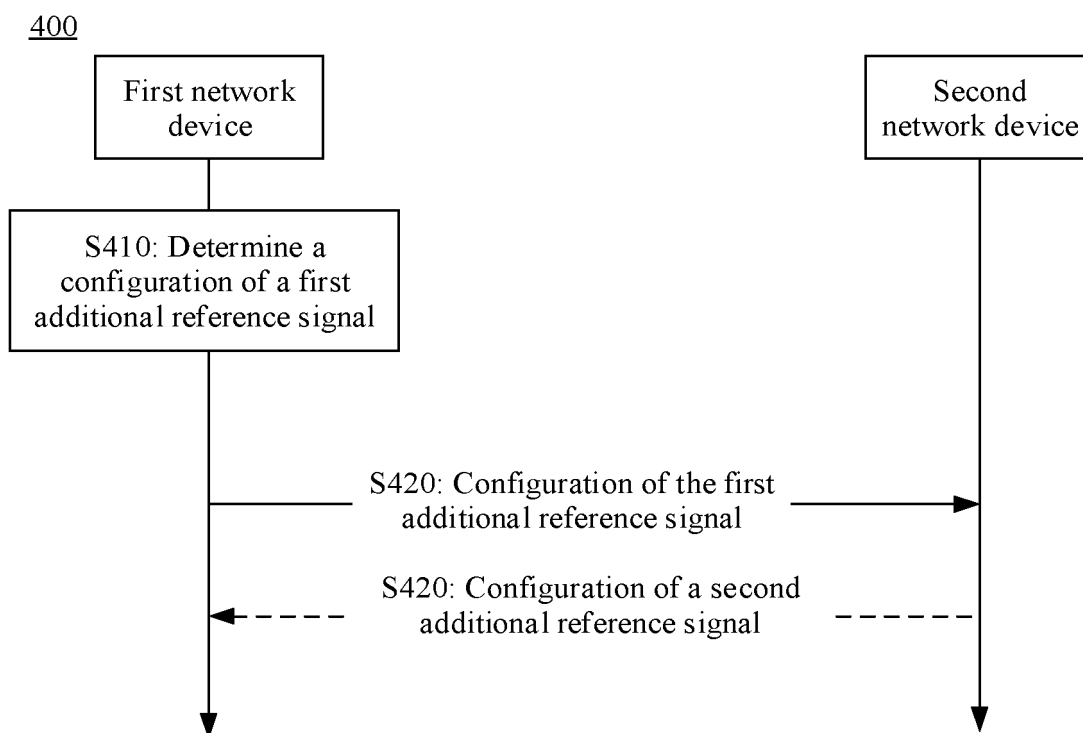 400
First network
device
Second
network device
S410: Determine a
configuration of a first
additional reference signal
S420: Configuration of the first
additional reference signal
S420: Configuration of a second
additional reference signal